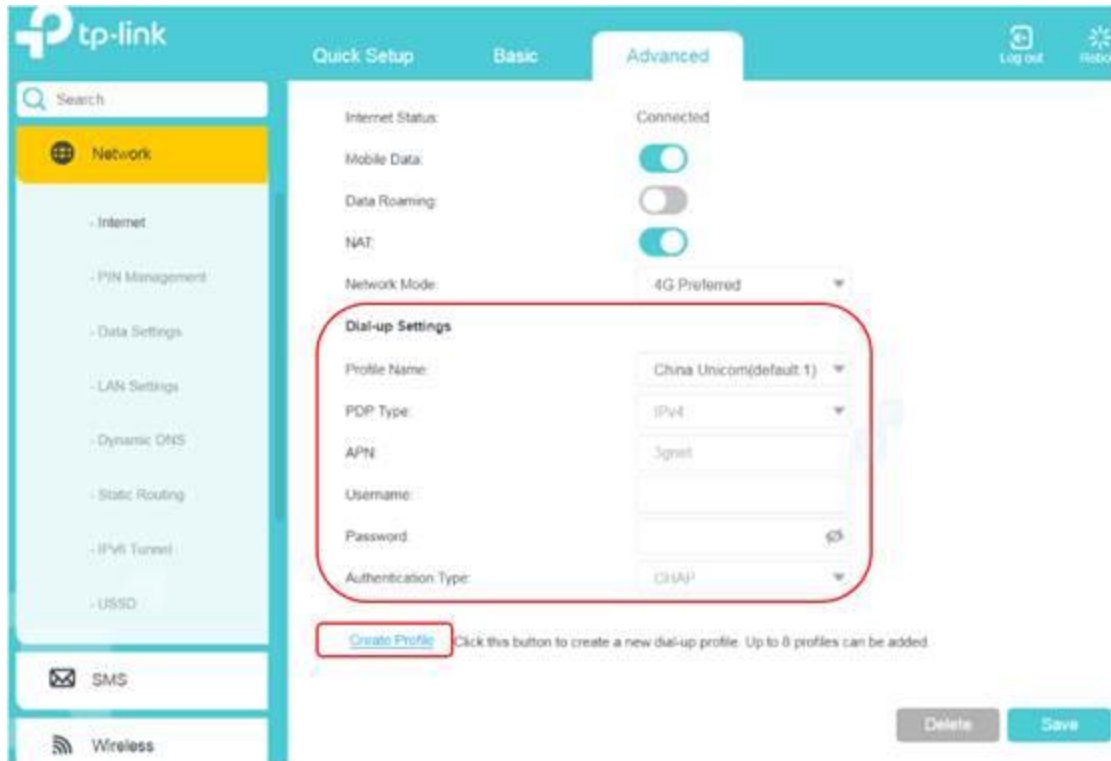 tp-link
Quick Setup Basic Advanced
Log out
Search
Network
- Internet
- PIN Management
- Data Settings
- LAN Settings
- Dynamic DNS
- Static Routing
- IPv6 Tunnel
- USSD
SMS
Wireless
Internet Status: Connected
Mobile Data:
Data Roaming:
NAT:
Network Mode: 4G Preferred
Dial-up Settings
Profile Name: China Unicom(default 1)
PDP Type: IPv4
APN: 3gnet
Username:
Password:
Authentication Type: CHAP
Create Profile Click this button to create a new dial-up profile. Up to 8 profiles can be added.
Delete Save